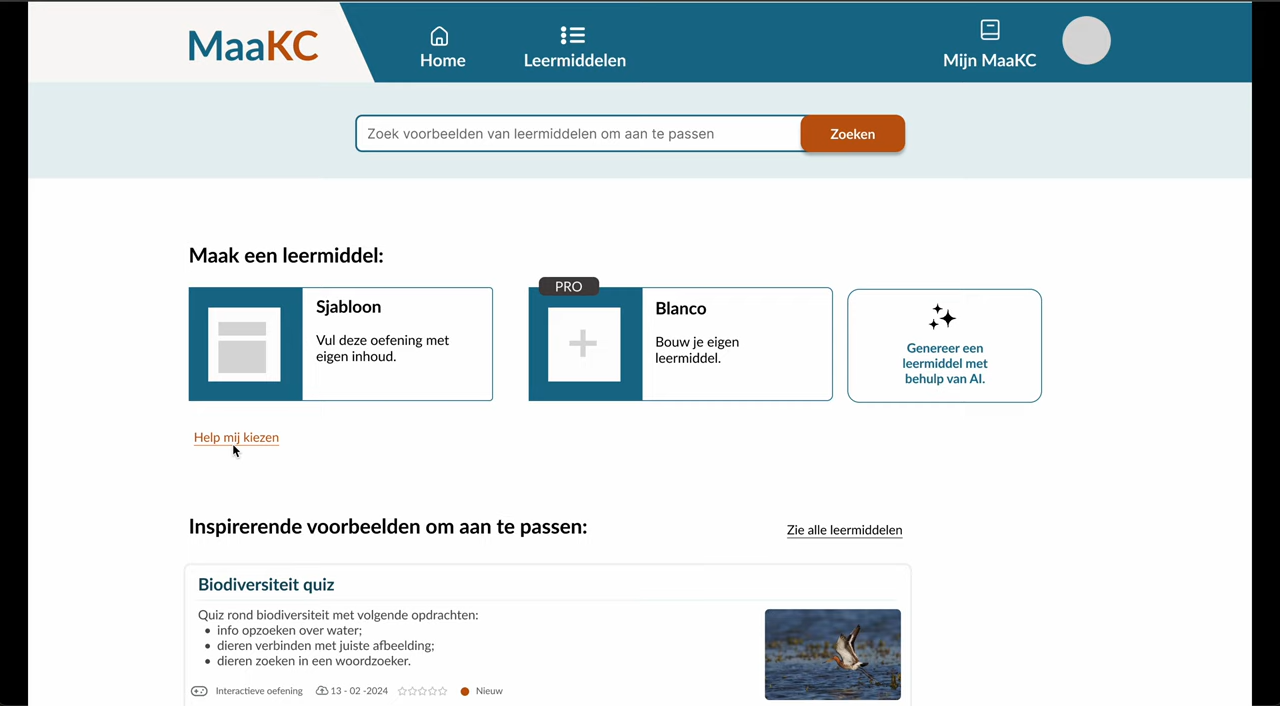 MaaKC
Home
Leermiddelen
Mijn MaaKC
Zoek voorbeelden van leermiddelen om aan te passen
Zoeken
Maak een leermiddel:
Sjabloon
Vul deze oefening met
eigen inhoud.
PRO
Blanco
Bouw je eigen
leermiddel.
Genereer een
leermiddel met
behulp van AI.
Help mij kiezen
Inspirerende voorbeelden om aan te passen:
Zie alle leermiddelen
Biodiversiteit quiz
Quiz rond biodiversiteit met volgende opdrachten:
• info opzoeken over water;
• dieren verbinden met juiste afbeelding;
• dieren zoeken in een woordzoeker.
Interactieve oefening 13 - 02 -2024 Nieuw